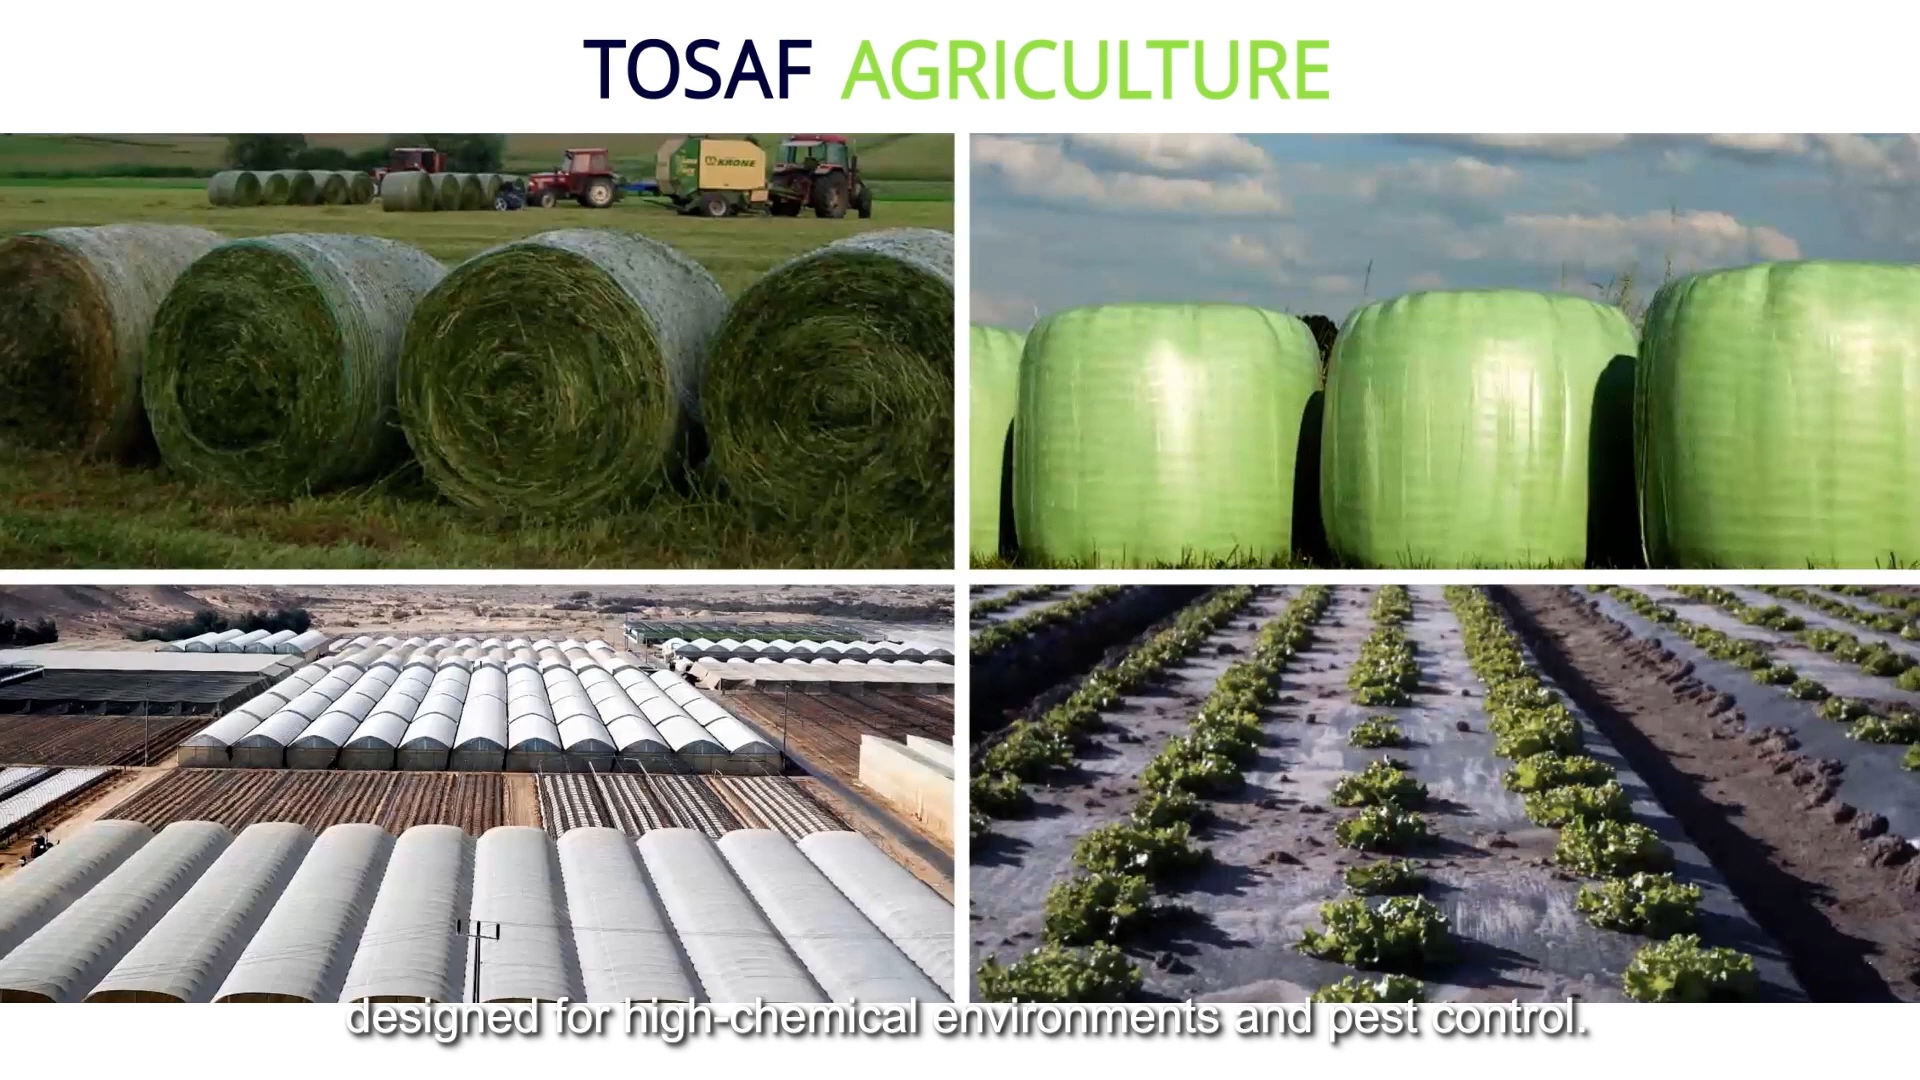 TOSAF AGRICULTURE
KRONE
designed for high-chemical environments and pest control.